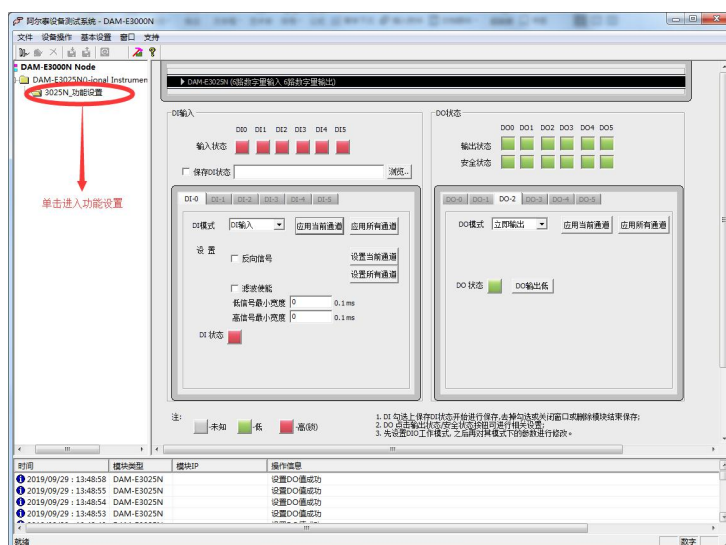 阿尔泰设备测试系统 - DAM-E3000N
文件 设备操作 基本设置 窗口 支持
DAM-E3000N Node
DAM-E3025N()-ional Instrumen
3025N_功能设置
单击进入功能设置
DAM-E3025N (6路数字量输入 6路数字量输出)
DI输入
DI0 DI1 DI2 DI3 DI4 DI5
输入状态
保存DI状态 浏览..
DI-0 DI-1 DI-2 DI-3 DI-4 DI-5
DI模式 DI输入 应用当前通道 应用所有通道
设 置
反向信号 设置当前通道
设置所有通道
滤波使能
低信号最小宽度 0 0.1ms
高信号最小宽度 0 0.1ms
DI 状态
DO状态
DO0 DO1 DO2 DO3 DO4 DO5
输出状态
安全状态
DO-0 DO-1 DO-2 DO-3 DO-4 DO-5
DO模式 立即输出 应用当前通道 应用所有通道
DO 状态 DO输出低
注:
-未知 -低 -高(锁)
1. DI 勾选上保存DI状态开始进行保存,去掉勾选或关闭窗口或删除模块结束保存;
2. DO 点击输出状态/安全状态按钮可进行相关设置;
3. 先设置DIO工作模式, 之后再对其模式下的参数进行修改。
时间 模块类型 模块IP 操作信息
2019/09/29 : 13:48:58 DAM-E3025N 设置DO值成功
2019/09/29 : 13:48:55 DAM-E3025N 设置DO值成功
2019/09/29 : 13:48:54 DAM-E3025N 设置DO值成功
2019/09/29 : 13:48:53 DAM-E3025N 设置DO值成功
就绪 数字